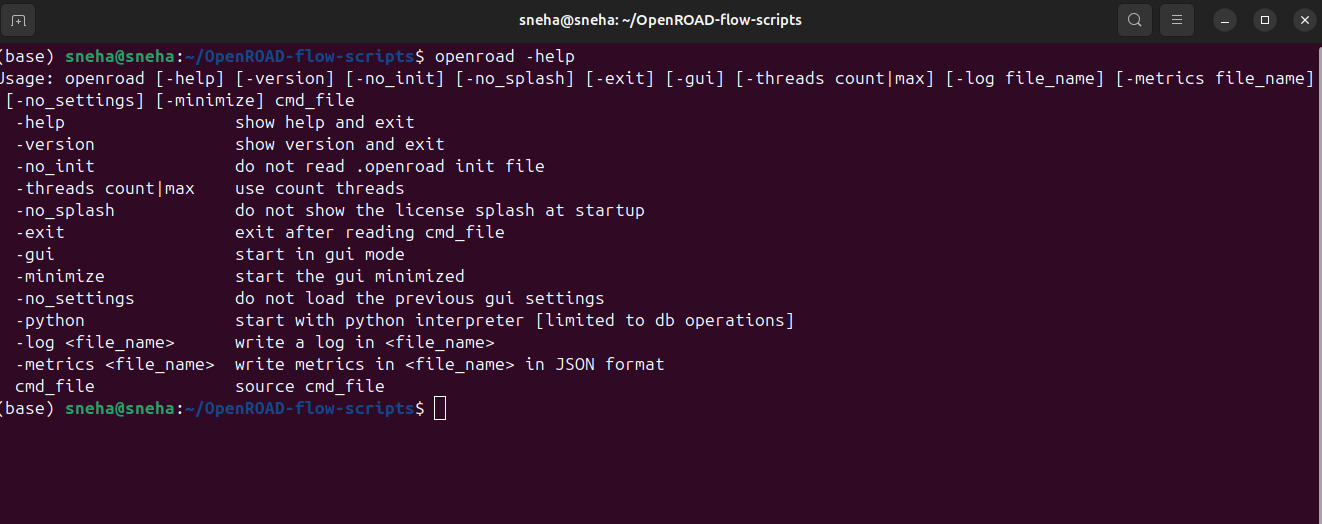 sneha@sneha: ~/OpenROAD-flow-scripts
(base) sneha@sneha:~/OpenROAD-flow-scripts$ openroad -help
Usage: openroad [-help] [-version] [-no_init] [-no_splash] [-exit] [-gui] [-threads count|max] [-log file_name] [-metrics file_name]
[-no_settings] [-minimize] cmd_file
-help show help and exit
-version show version and exit
-no_init do not read .openroad init file
-threads count|max use count threads
-no_splash do not show the license splash at startup
-exit exit after reading cmd_file
-gui start in gui mode
-minimize start the gui minimized
-no_settings do not load the previous gui settings
-python start with python interpreter [limited to db operations]
-log <file_name> write a log in <file_name>
-metrics <file_name> write metrics in <file_name> in JSON format
cmd_file source cmd_file
(base) sneha@sneha:~/OpenROAD-flow-scripts$